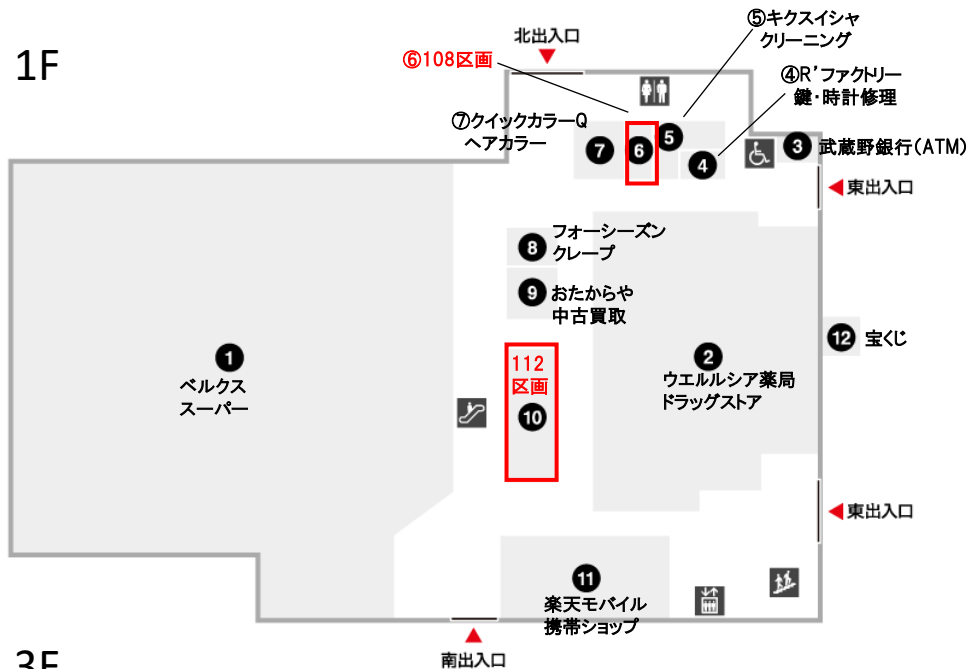 1F
北出入口
⑤キクスイシャ
クリーニング
⑥108区画
④R’ファクトリー
鍵・時計修理
⑦クイックカラーQ
ヘアカラー
7
6
5
4
3 武蔵野銀行(ATM)
東出入口
8 フォーシーズン
クレープ
9 おたからや
中古買取
12 宝くじ
1
ベルクス
スーパー
112
区画
10
2
ウエルルシア薬局
ドラッグストア
東出入口
11
楽天モバイル
携帯ショップ
南出入口
3F